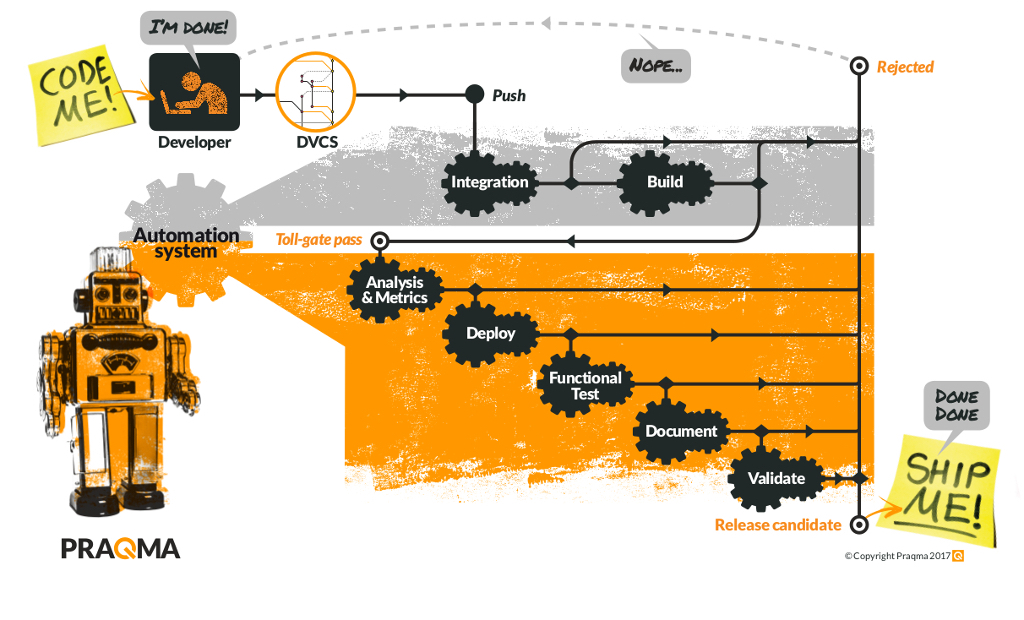 I'M DONE!
CODE
ME!
Nope...
Rejected
Push
Developer
DVCS
Integration
Build
Automation
system
Toll-gate pass
Analysis
& Metrics
Deploy
Functional
Test
Document
Validate
DONE
DONE
SHIP
ME!
Release candidate
PRAQMA
© Copyright Praqma 2017 Q